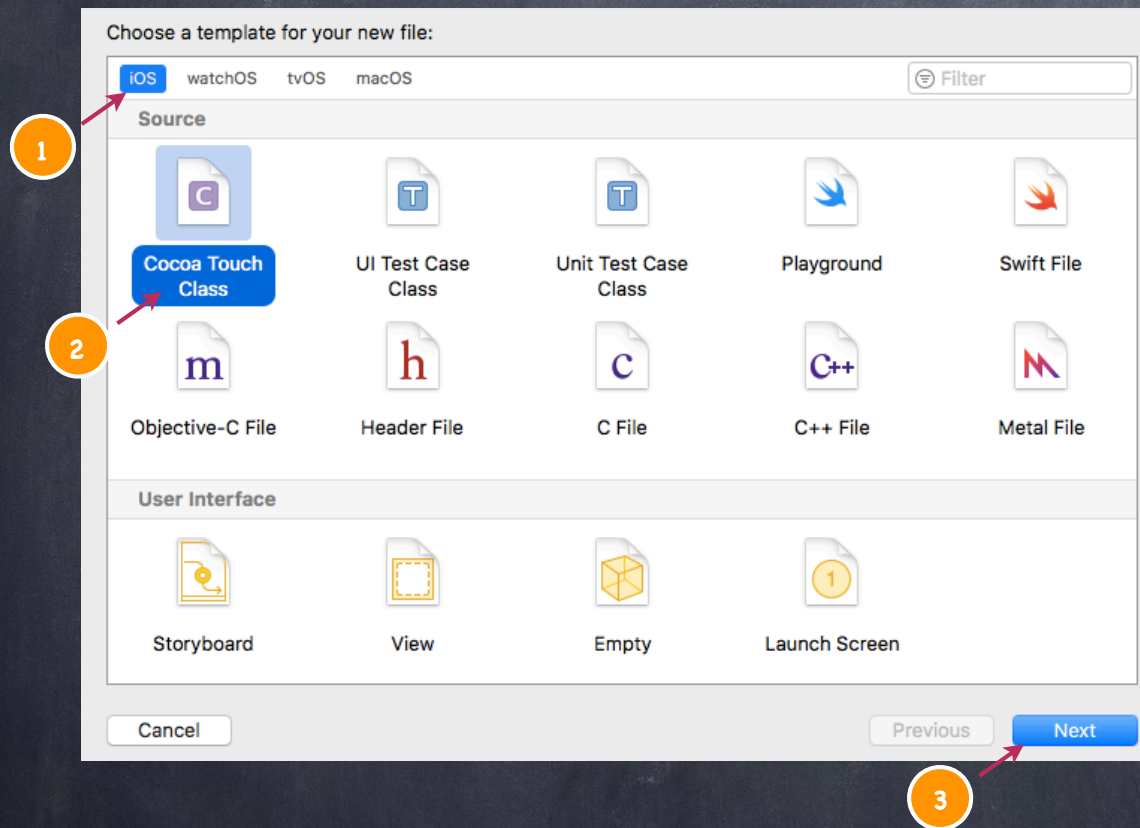 Choose a template for your new file:
iOS watchOS tvOS macOS Filter
1
Source
C T T
Cocoa Touch Class
UI Test Case Class
Unit Test Case Class
Playground
Swift File
2
m h c C++
Objective-C File Header File C File C++ File Metal File
User Interface
1
Storyboard View Empty Launch Screen
Cancel Previous Next
3